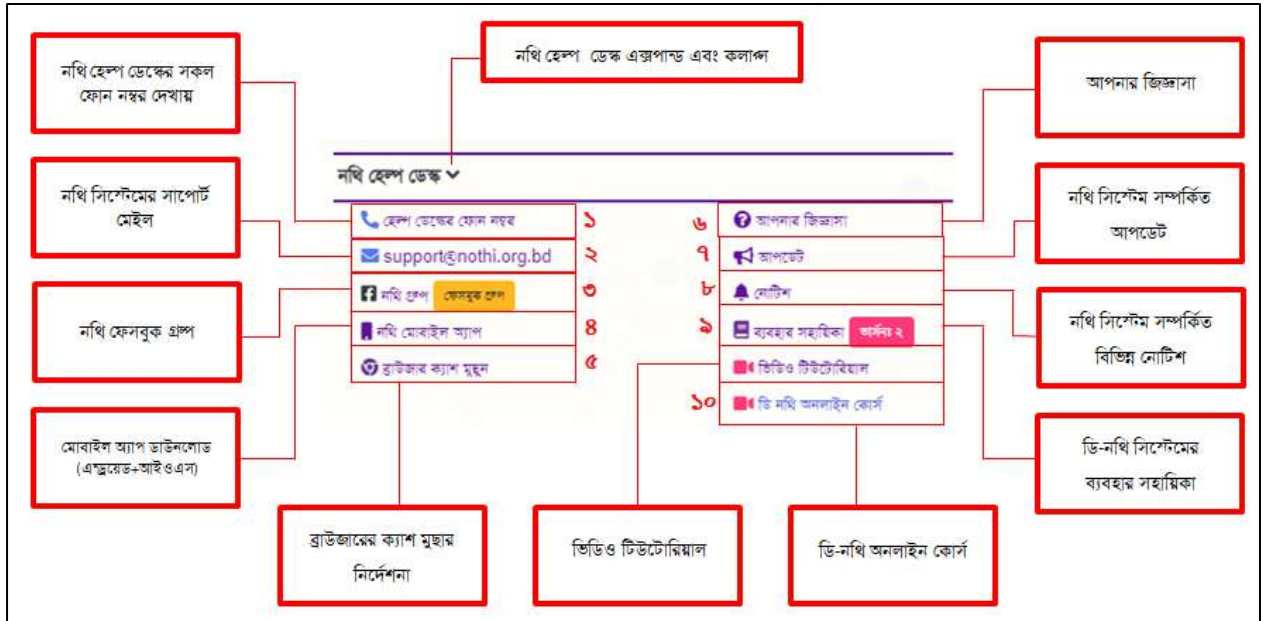 নথি হেল্প ডেস্ক এক্সপান্ড এবং কলাপ্স
নথি হেল্প ডেস্কের সকল
ফোন নম্বর দেখায়
আপনার জিজ্ঞাসা
নথি সিস্টেমের সাপোর্ট
মেইল
নথি সিস্টেম সম্পর্কিত
আপডেট
নথি হেল্প ডেস্ক
হেল্প ডেস্কের ফোন নম্বর ১
support@nothi.org.bd ২
নথি গ্রুপ ফেসবুক গ্রুপ ৩
নথি মোবাইল অ্যাপ ৪
ব্রাউজার ক্যাশ মুছুন ৫
৬ আপনার জিজ্ঞাসা
৭ আপডেট
৮ নোটিশ
৯ ব্যবহার সহায়িকা ভার্সনঃ ২
ভিডিও টিউটোরিয়াল
১০ ডি নথি অনলাইন কোর্স
নথি ফেসবুক গ্রুপ
নথি সিস্টেম সম্পর্কিত
বিভিন্ন নোটিশ
মোবাইল অ্যাপ ডাউনলোড
(এন্ড্রয়েড+আইওএস)
ডি-নথি সিস্টেমের
ব্যবহার সহায়িকা
ব্রাউজারের ক্যাশ মুছার
নির্দেশনা
ভিডিও টিউটোরিয়াল
ডি-নথি অনলাইন কোর্স